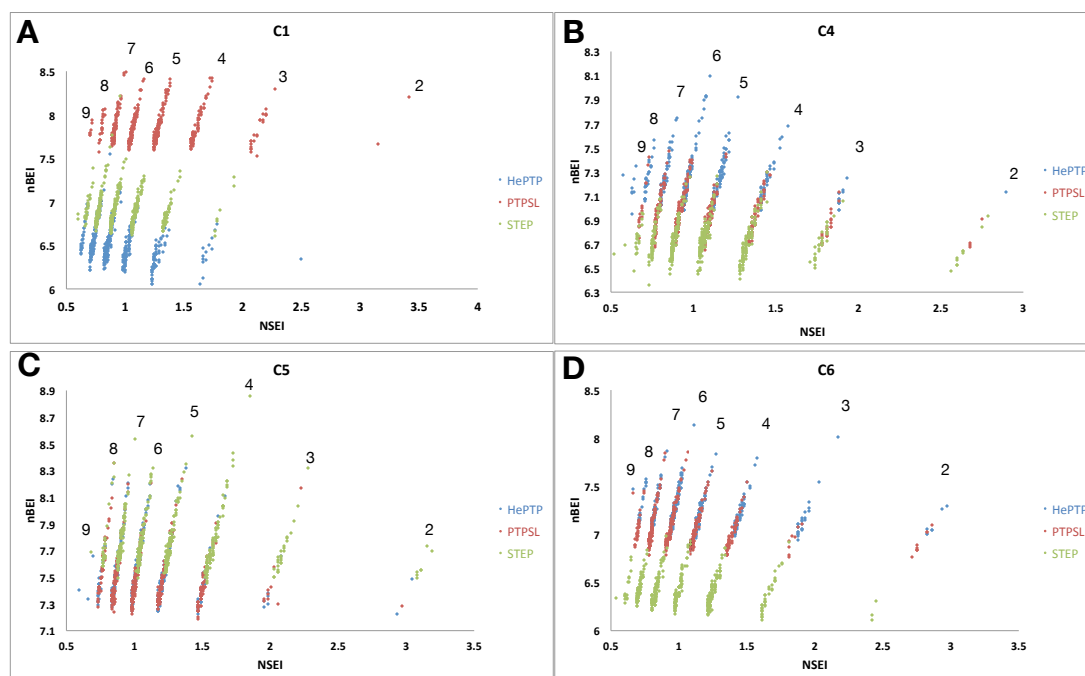 A
C1
8.5
8
7.5
7
6.5
6
nBEI
0.5 1 1.5 2 2.5 3 3.5 4
NSEI
9 8 7 6 5 4 3 2
HePTP
PTPSL
STEP
B
C4
8.3
8.1
7.9
7.7
7.5
7.3
7.1
6.9
6.7
6.5
6.3
nBEI
0.5 1 1.5 2 2.5 3
NSEI
9 8 7 6 5 4 3 2
HePTP
PTPSL
STEP
C
C5
8.9
8.7
8.5
8.3
8.1
7.9
7.7
7.5
7.3
7.1
nBEI
0.5 1 1.5 2 2.5 3 3.5
NSEI
9 8 7 6 5 4 3 2
HePTP
PTPSL
STEP
D
C6
8.5
8
7.5
7
6.5
6
nBEI
0.5 1 1.5 2 2.5 3 3.5
NSEI
9 8 7 6 5 4 3 2
HePTP
PTPSL
STEP